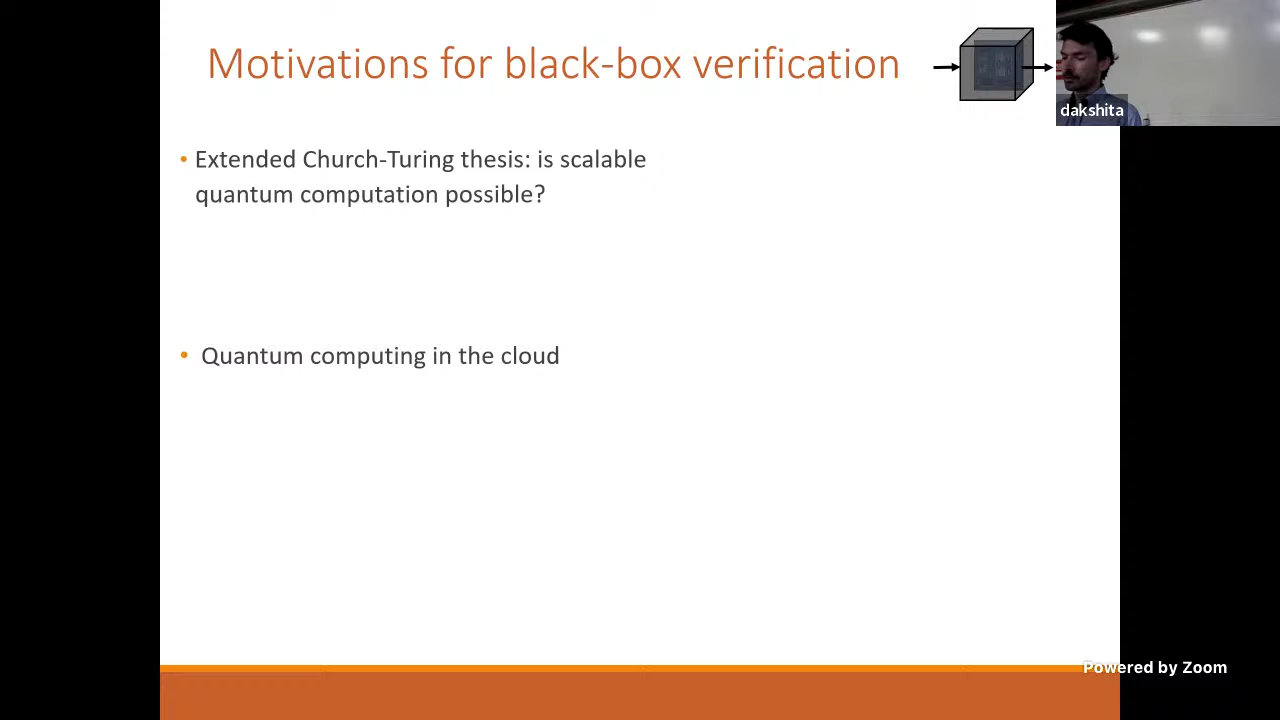 Motivations for black-box verification
dakshita
• Extended Church-Turing thesis: is scalable
quantum computation possible?
• Quantum computing in the cloud
Powered by Zoom